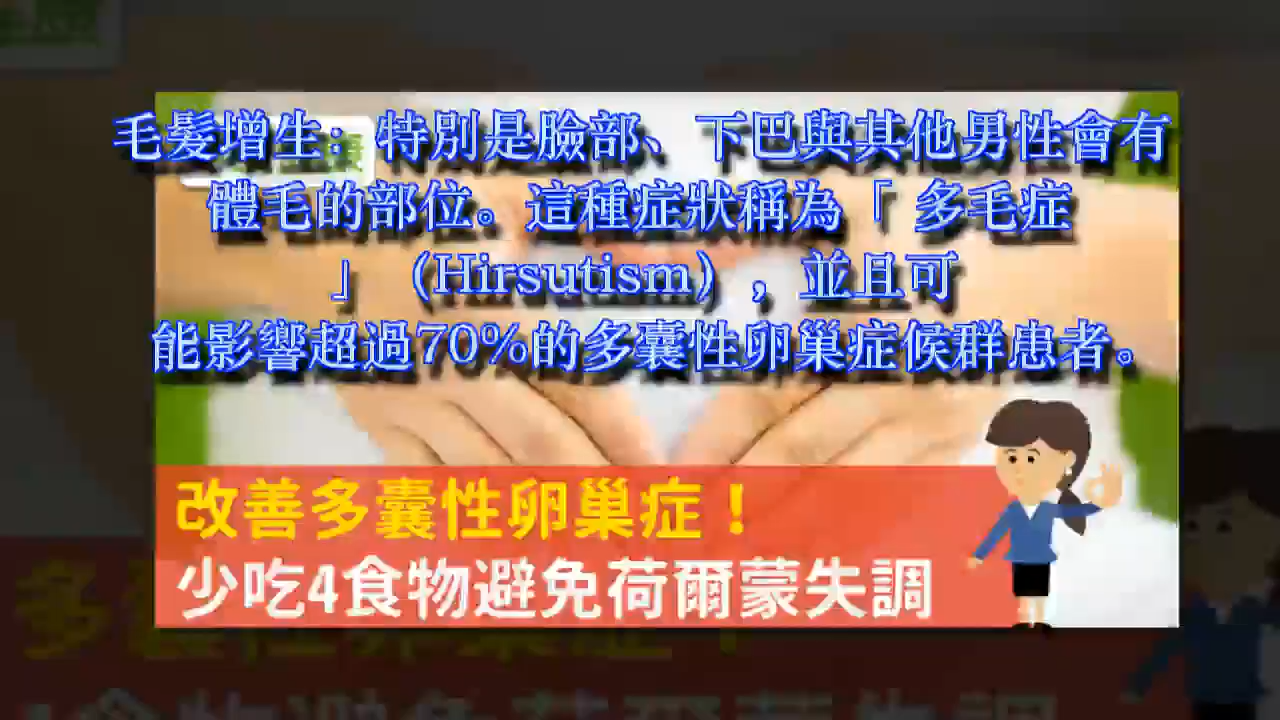 毛髮增生：特別是臉部、下巴與其他男性會有
體毛的部位。這種症狀稱為「多毛症
」（Hirsutism），並且可
能影響超過70%的多囊性卵巢症候群患者。
改善多囊性卵巢症！
少吃4食物避免荷爾蒙失調